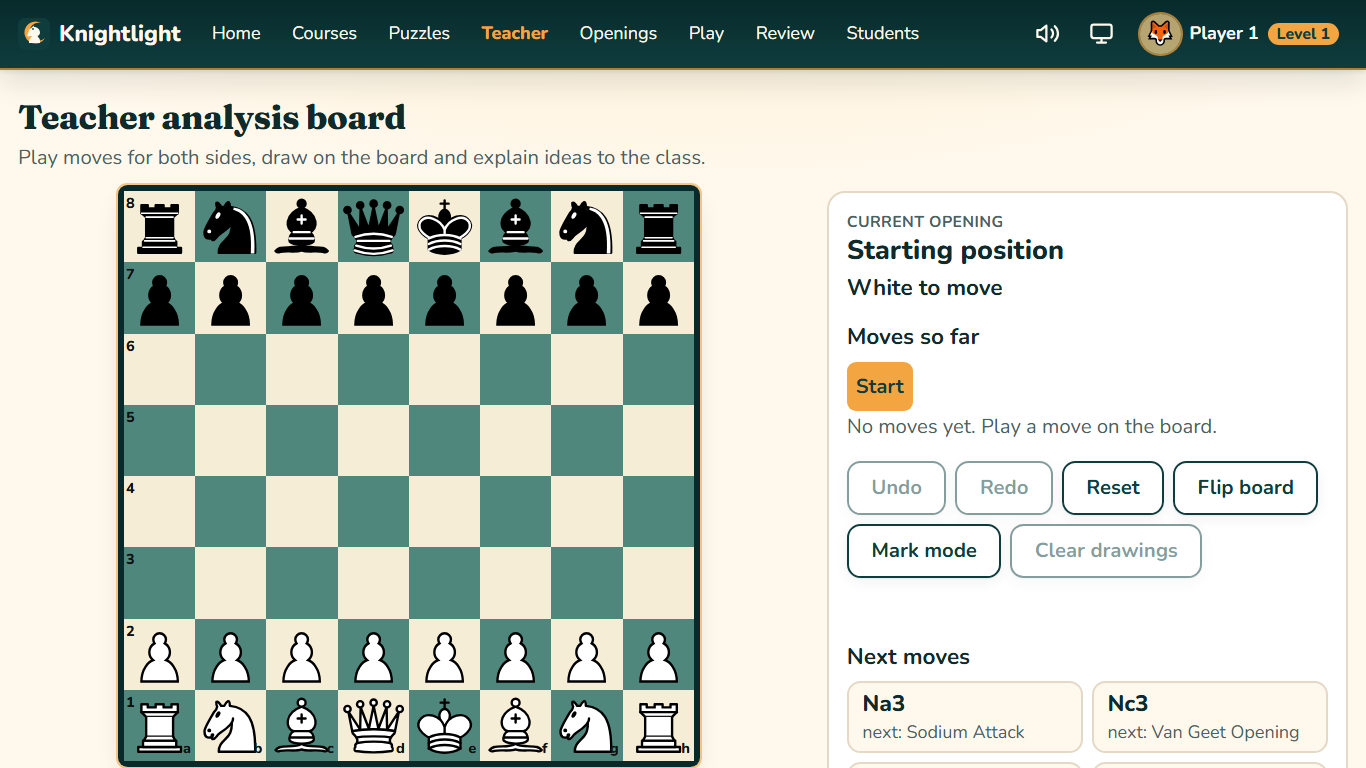 Knightlight Home Courses Puzzles Teacher Openings Play Review Students Player 1 Level 1
Teacher analysis board
Play moves for both sides, draw on the board and explain ideas to the class.
8
7
6
5
4
3
2
1
a b c d e f g h
CURRENT OPENING
Starting position
White to move
Moves so far
Start
No moves yet. Play a move on the board.
Undo Redo Reset Flip board
Mark mode Clear drawings
Next moves
Na3 Nc3
next: Sodium Attack next: Van Geet Opening